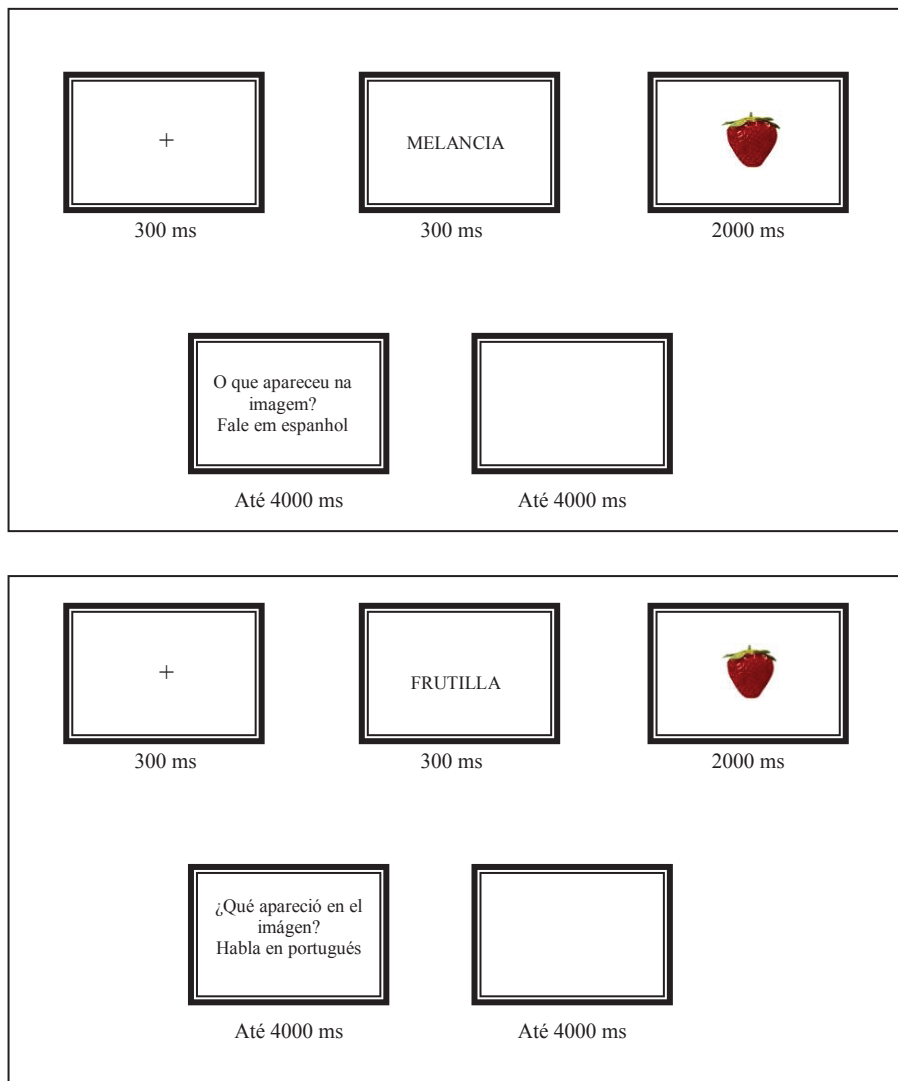 +
MELANCIA
300 ms
300 ms
2000 ms
O que apareceu na
imagem?
Fale em espanhol
Até 4000 ms
Até 4000 ms
+
FRUTILLA
300 ms
300 ms
2000 ms
¿Qué apareció en el
imágen?
Habla en portugués
Até 4000 ms
Até 4000 ms